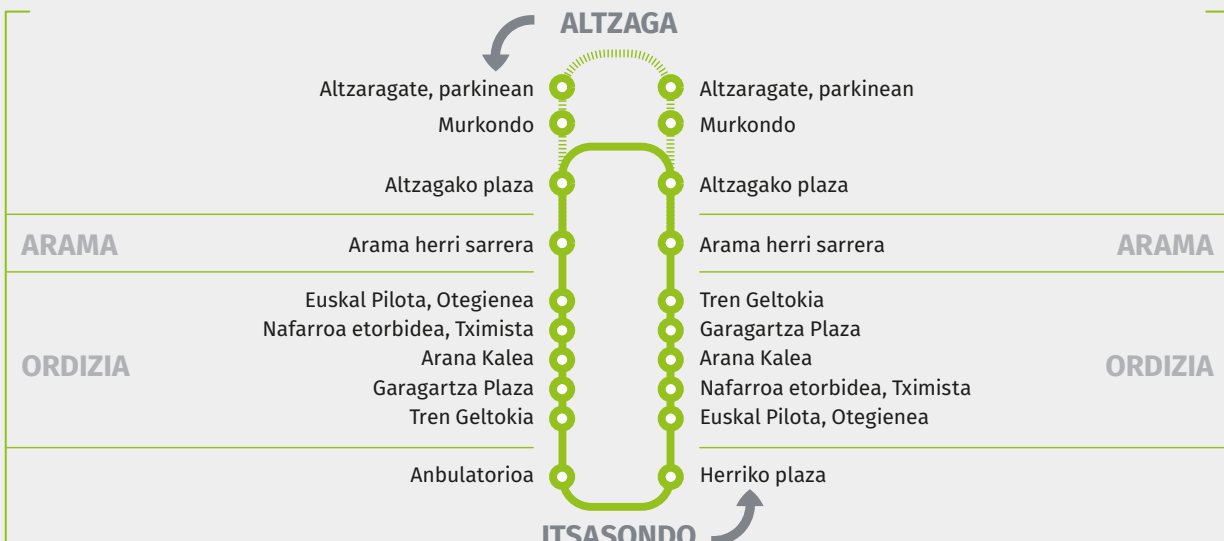 ALTZAGA
Altzaragate, parkinean
Altzaragate, parkinean
Murkondo
Murkondo
Altzagako plaza
Altzagako plaza
ARAMA
Arama herri sarrera
Arama herri sarrera
ARAMA
Euskal Pilota, Otegienea
Tren Geltokia
Nafarroa etorbidea, Tximista
Garagartza Plaza
ORDIZIA
Arana Kalea
Arana Kalea
ORDIZIA
Garagartza Plaza
Nafarroa etorbidea, Tximista
Tren Geltokia
Euskal Pilota, Otegienea
Anbulatorioa
Herriko plaza
ITSASONDO